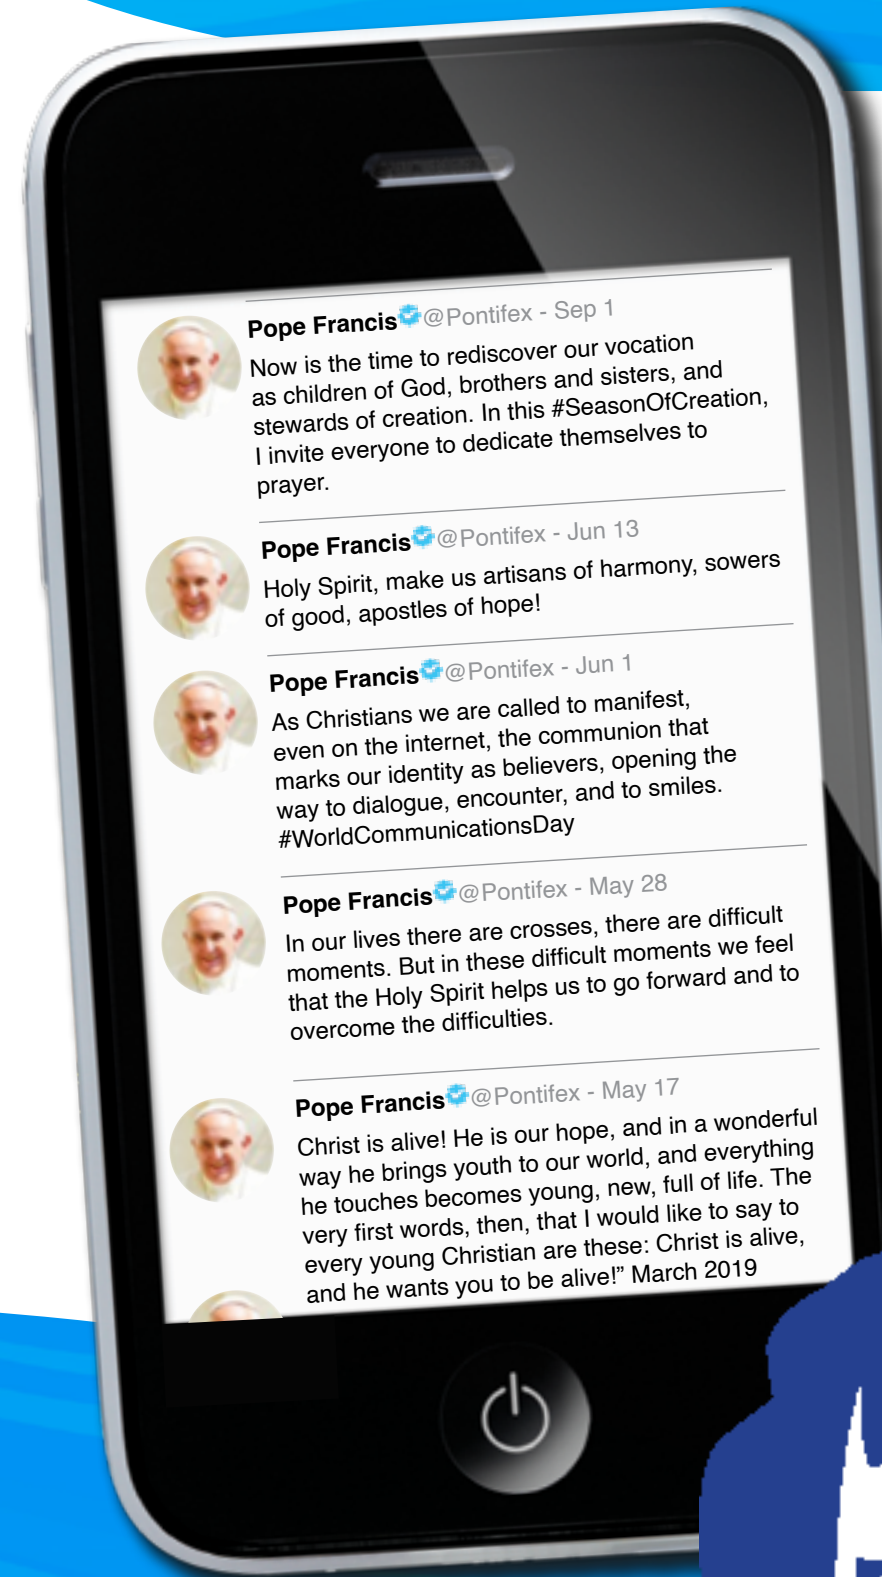 Pope Francis @Pontifex - Sep 1
Now is the time to rediscover our vocation
as children of God, brothers and sisters, and
stewards of creation. In this #SeasonOfCreation,
I invite everyone to dedicate themselves to
prayer.
Pope Francis @Pontifex - Jun 13
Holy Spirit, make us artisans of harmony, sowers
of good, apostles of hope!
Pope Francis @Pontifex - Jun 1
As Christians we are called to manifest,
even on the internet, the communion that
marks our identity as believers, opening the
way to dialogue, encounter, and to smiles.
#WorldCommunicationsDay
Pope Francis @Pontifex - May 28
In our lives there are crosses, there are difficult
moments. But in these difficult moments we feel
that the Holy Spirit helps us to go forward and to
overcome the difficulties.
Pope Francis @Pontifex - May 17
Christ is alive! He is our hope, and in a wonderful
way he brings youth to our world, and everything
he touches becomes young, new, full of life. The
very first words, then, that I would like to say to
every young Christian are these: Christ is alive,
and he wants you to be alive!” March 2019